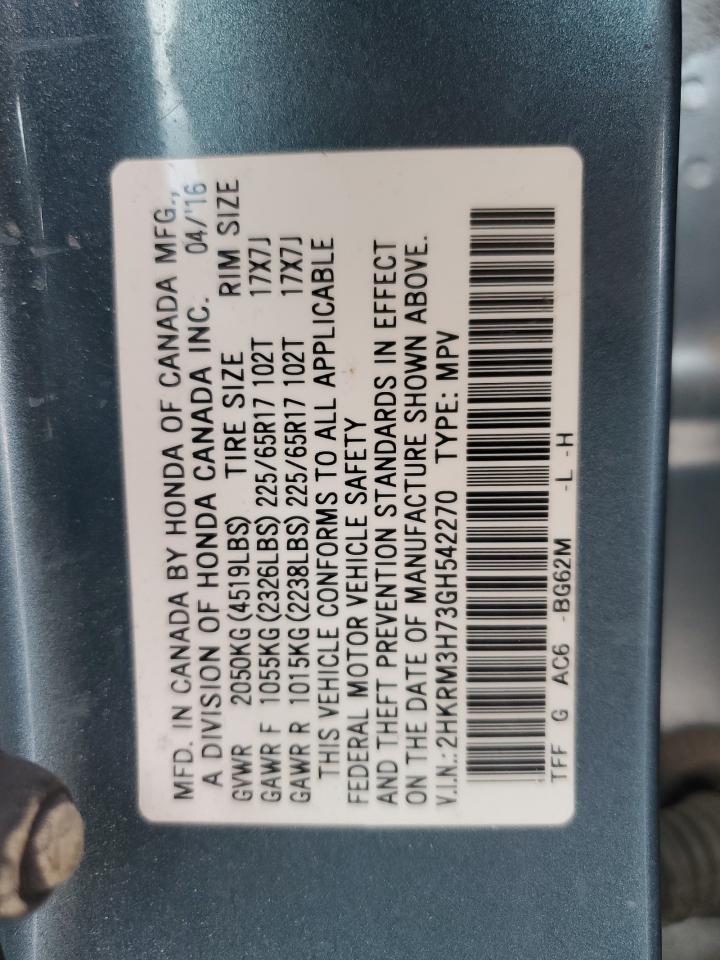 MFD. IN CANADA BY HONDA OF CANADA MFG.,
A DIVISION OF HONDA CANADA INC. 04/'16
GVWR 2050KG(4519LBS) TIRE SIZE RIM SIZE
GAWR F 1055KG(2326LBS) 225/65R17 102T 17X7J
GAWR R 1015KG(2238LBS) 225/65R17 102T 17X7J
THIS VEHICLE CONFORMS TO ALL APPLICABLE
FEDERAL MOTOR VEHICLE SAFETY
AND THEFT PREVENTION STANDARDS IN EFFECT
ON THE DATE OF MANUFACTURE SHOWN ABOVE.
V.I.N.:2HKRM3H73GH542270 TYPE: MPV
TFF G AC6 -BG62M -L -H